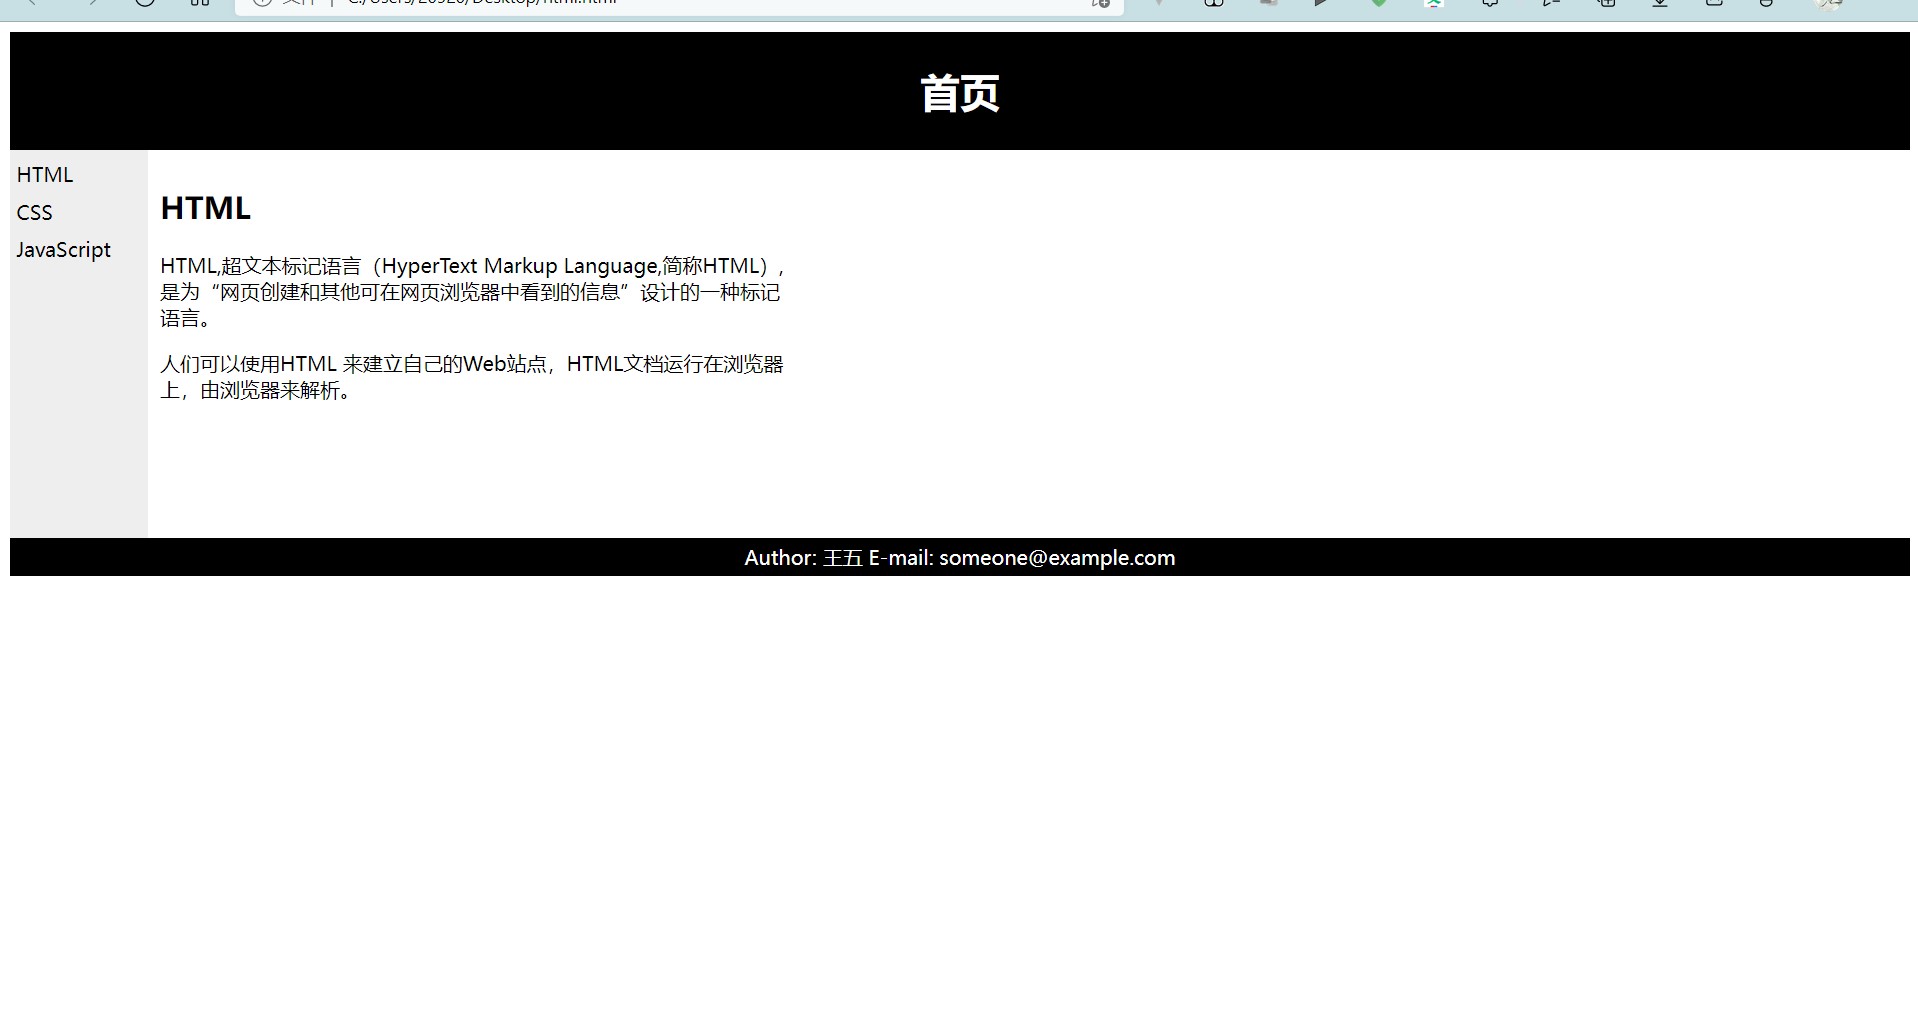 首页
HTML
CSS
JavaScript
HTML
HTML,超文本标记语言（HyperText Markup Language,简称HTML）,
是为“网页创建和其他可在网页浏览器中看到的信息”设计的一种标记
语言。
人们可以使用HTML 来建立自己的Web站点，HTML文档运行在浏览器
上，由浏览器来解析。
Author: 王五 E-mail: someone@example.com